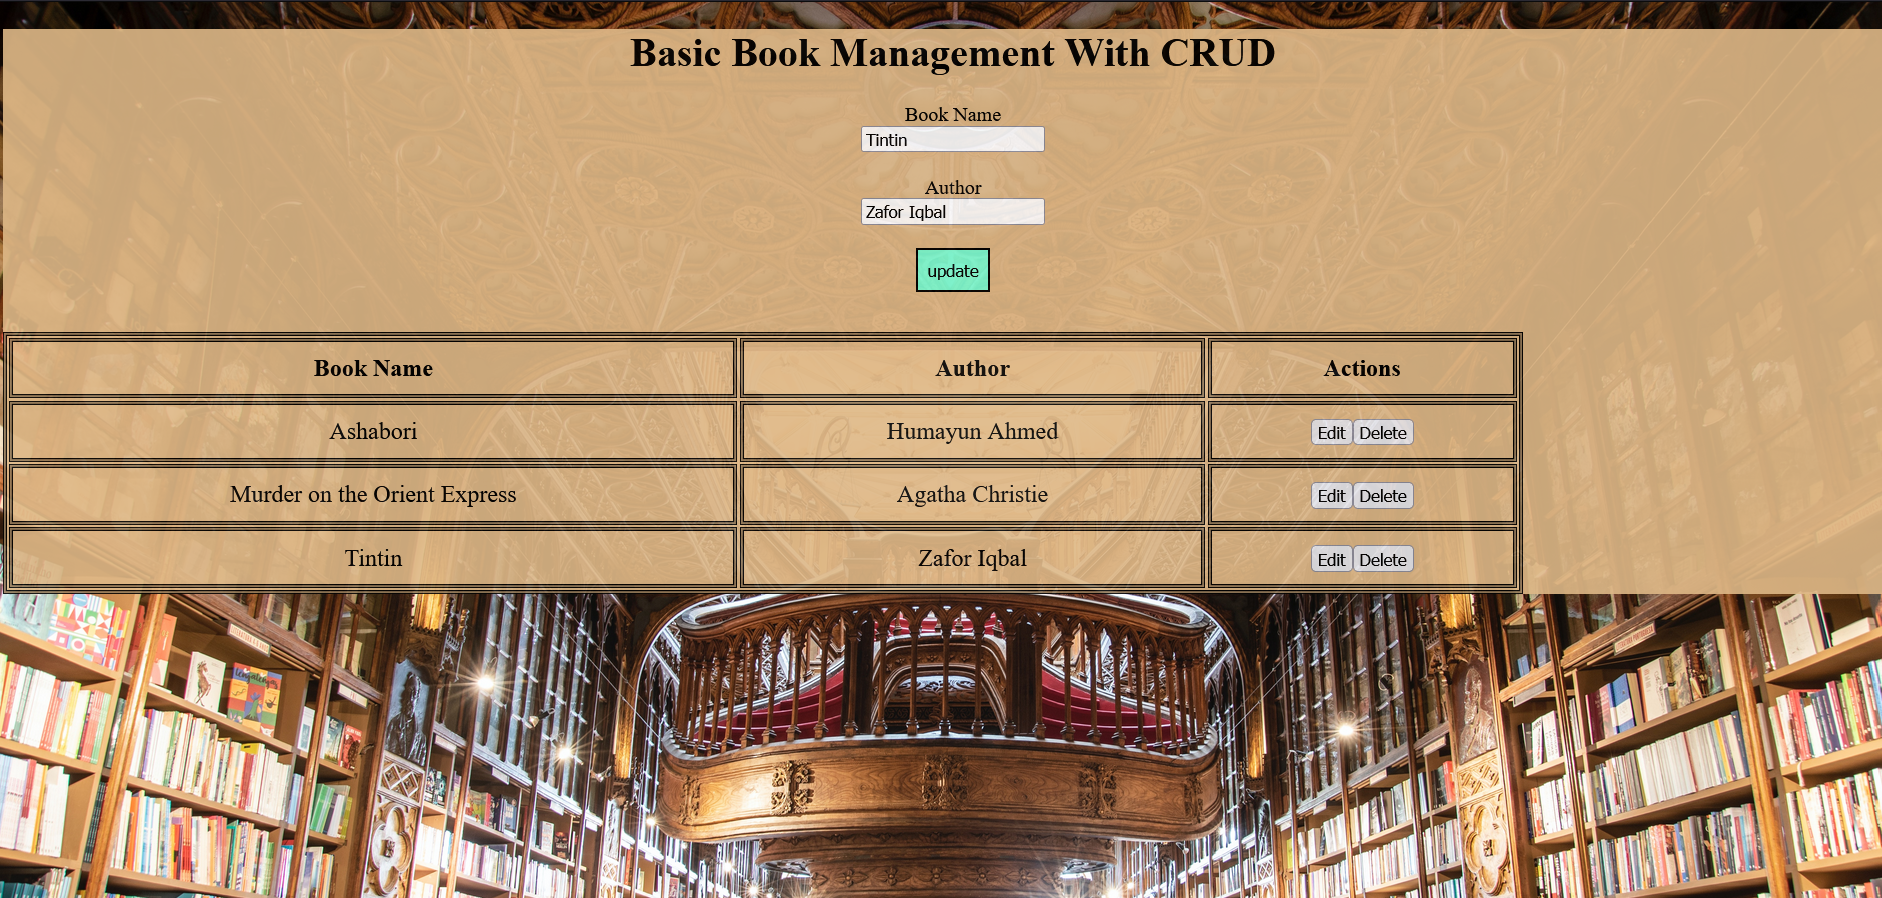 Basic Book Management With CRUD
Book Name
Tintin
Author
Zafor Iqbal
update
Book Name Author Actions
Ashabori Humayun Ahmed Edit Delete
Murder on the Orient Express Agatha Christie Edit Delete
Tintin Zafor Iqbal Edit Delete